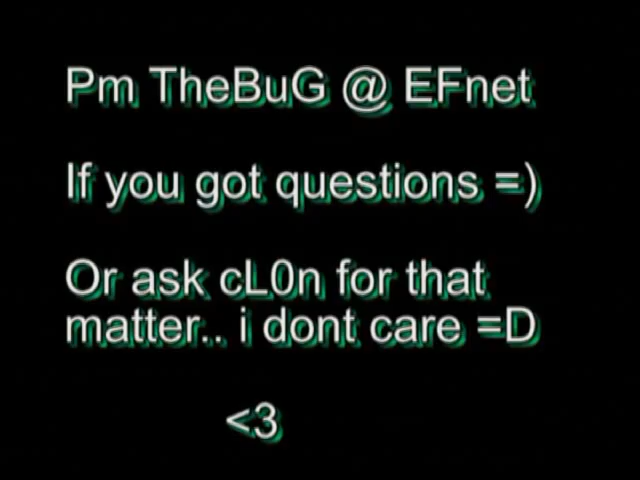 Pm TheBuG @ EFnet
If you got questions =)
Or ask cL0n for that
matter.. i dont care =D
<3